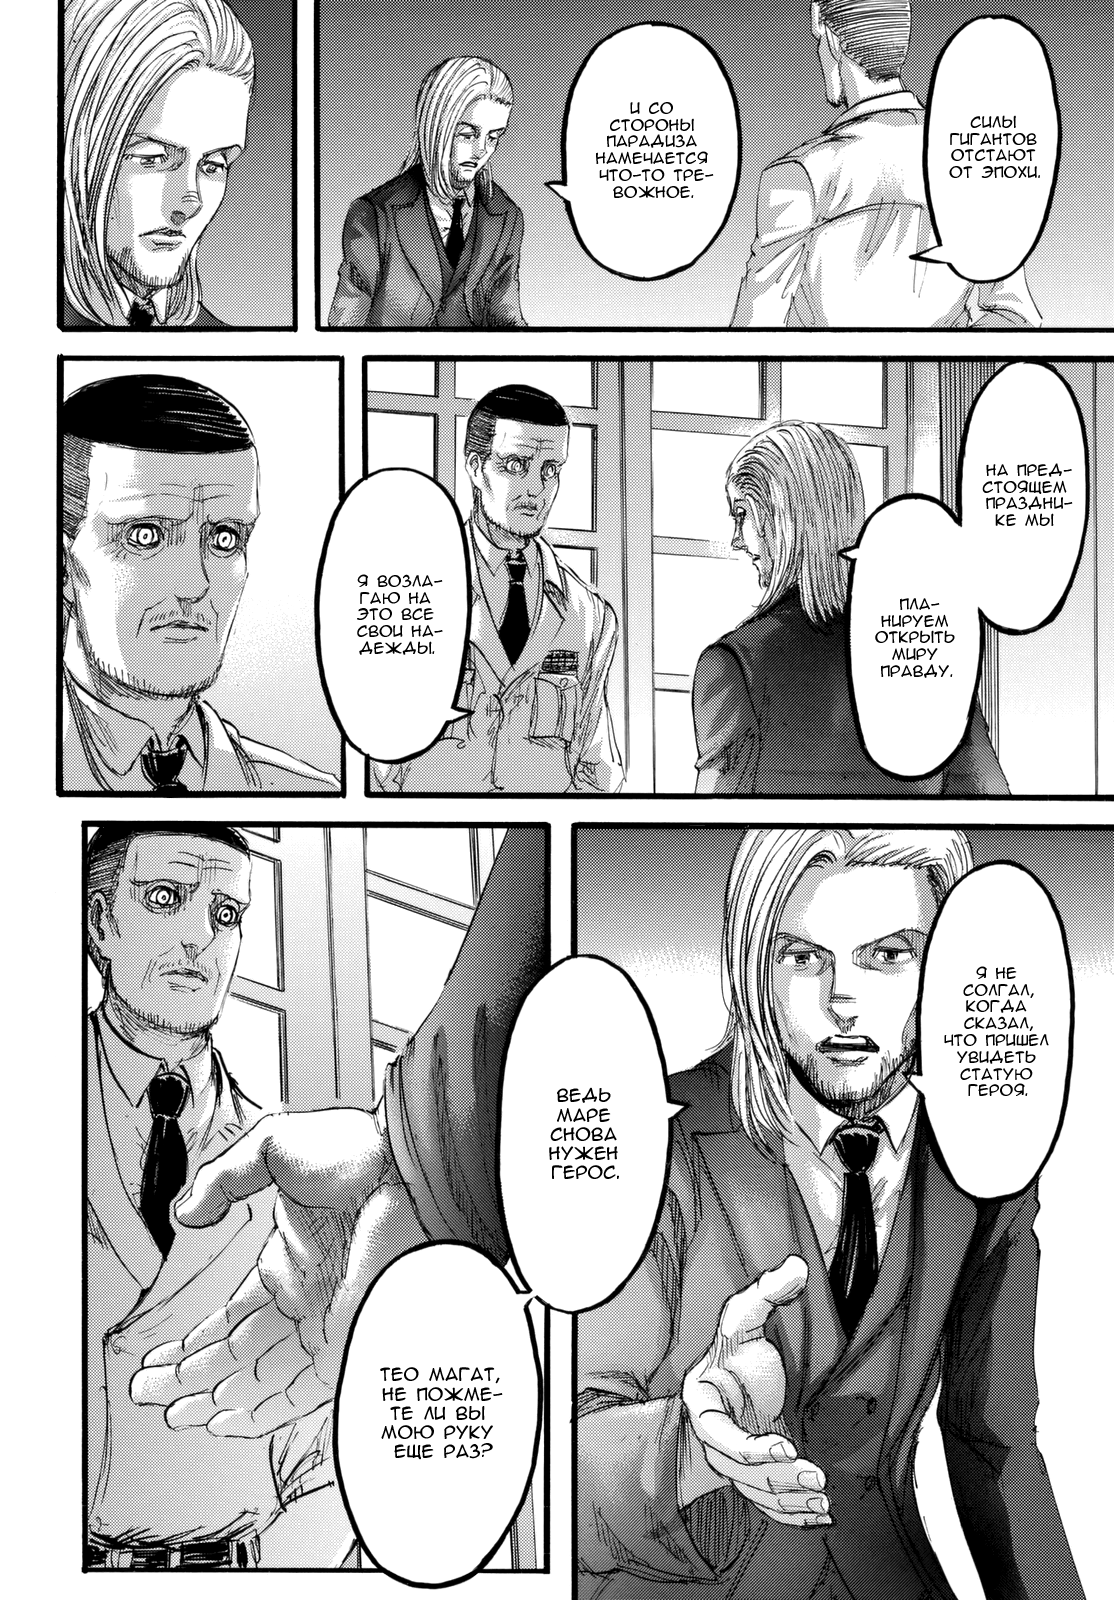 СИЛЫ
ГИГАНТОВ
ОТСТАЮТ
ОТ ЭПОХИ.
И СО
СТОРОНЫ
ПАРАДИЗА
НАМЕЧАЕТСЯ
ЧТО-ТО ТРЕ-
ВОЖНОЕ.
НА ПРЕД-
СТОЯЩЕМ
ПРАЗДНИ-
КЕ МЫ
ПЛА-
НИРУЕМ
ОТКРЫТЬ
МИРУ
ПРАВДУ.
Я ВОЗЛА-
ГАЮ НА
ЭТО ВСЕ
СВОИ НА-
ДЕЖДЫ.
Я НЕ
СОЛГАЛ,
КОГДА
СКАЗАЛ,
ЧТО ПРИШЕЛ
УВИДЕТЬ
СТАТУЮ
ГЕРОЯ.
ВЕДЬ
МАРЕ
СНОВА
НУЖЕН
ГЕРОС.
ТЕО МАГАТ,
НЕ ПОЖМЕ-
ТЕ ЛИ ВЫ
МОЮ РУКУ
ЕЩЕ РАЗ?